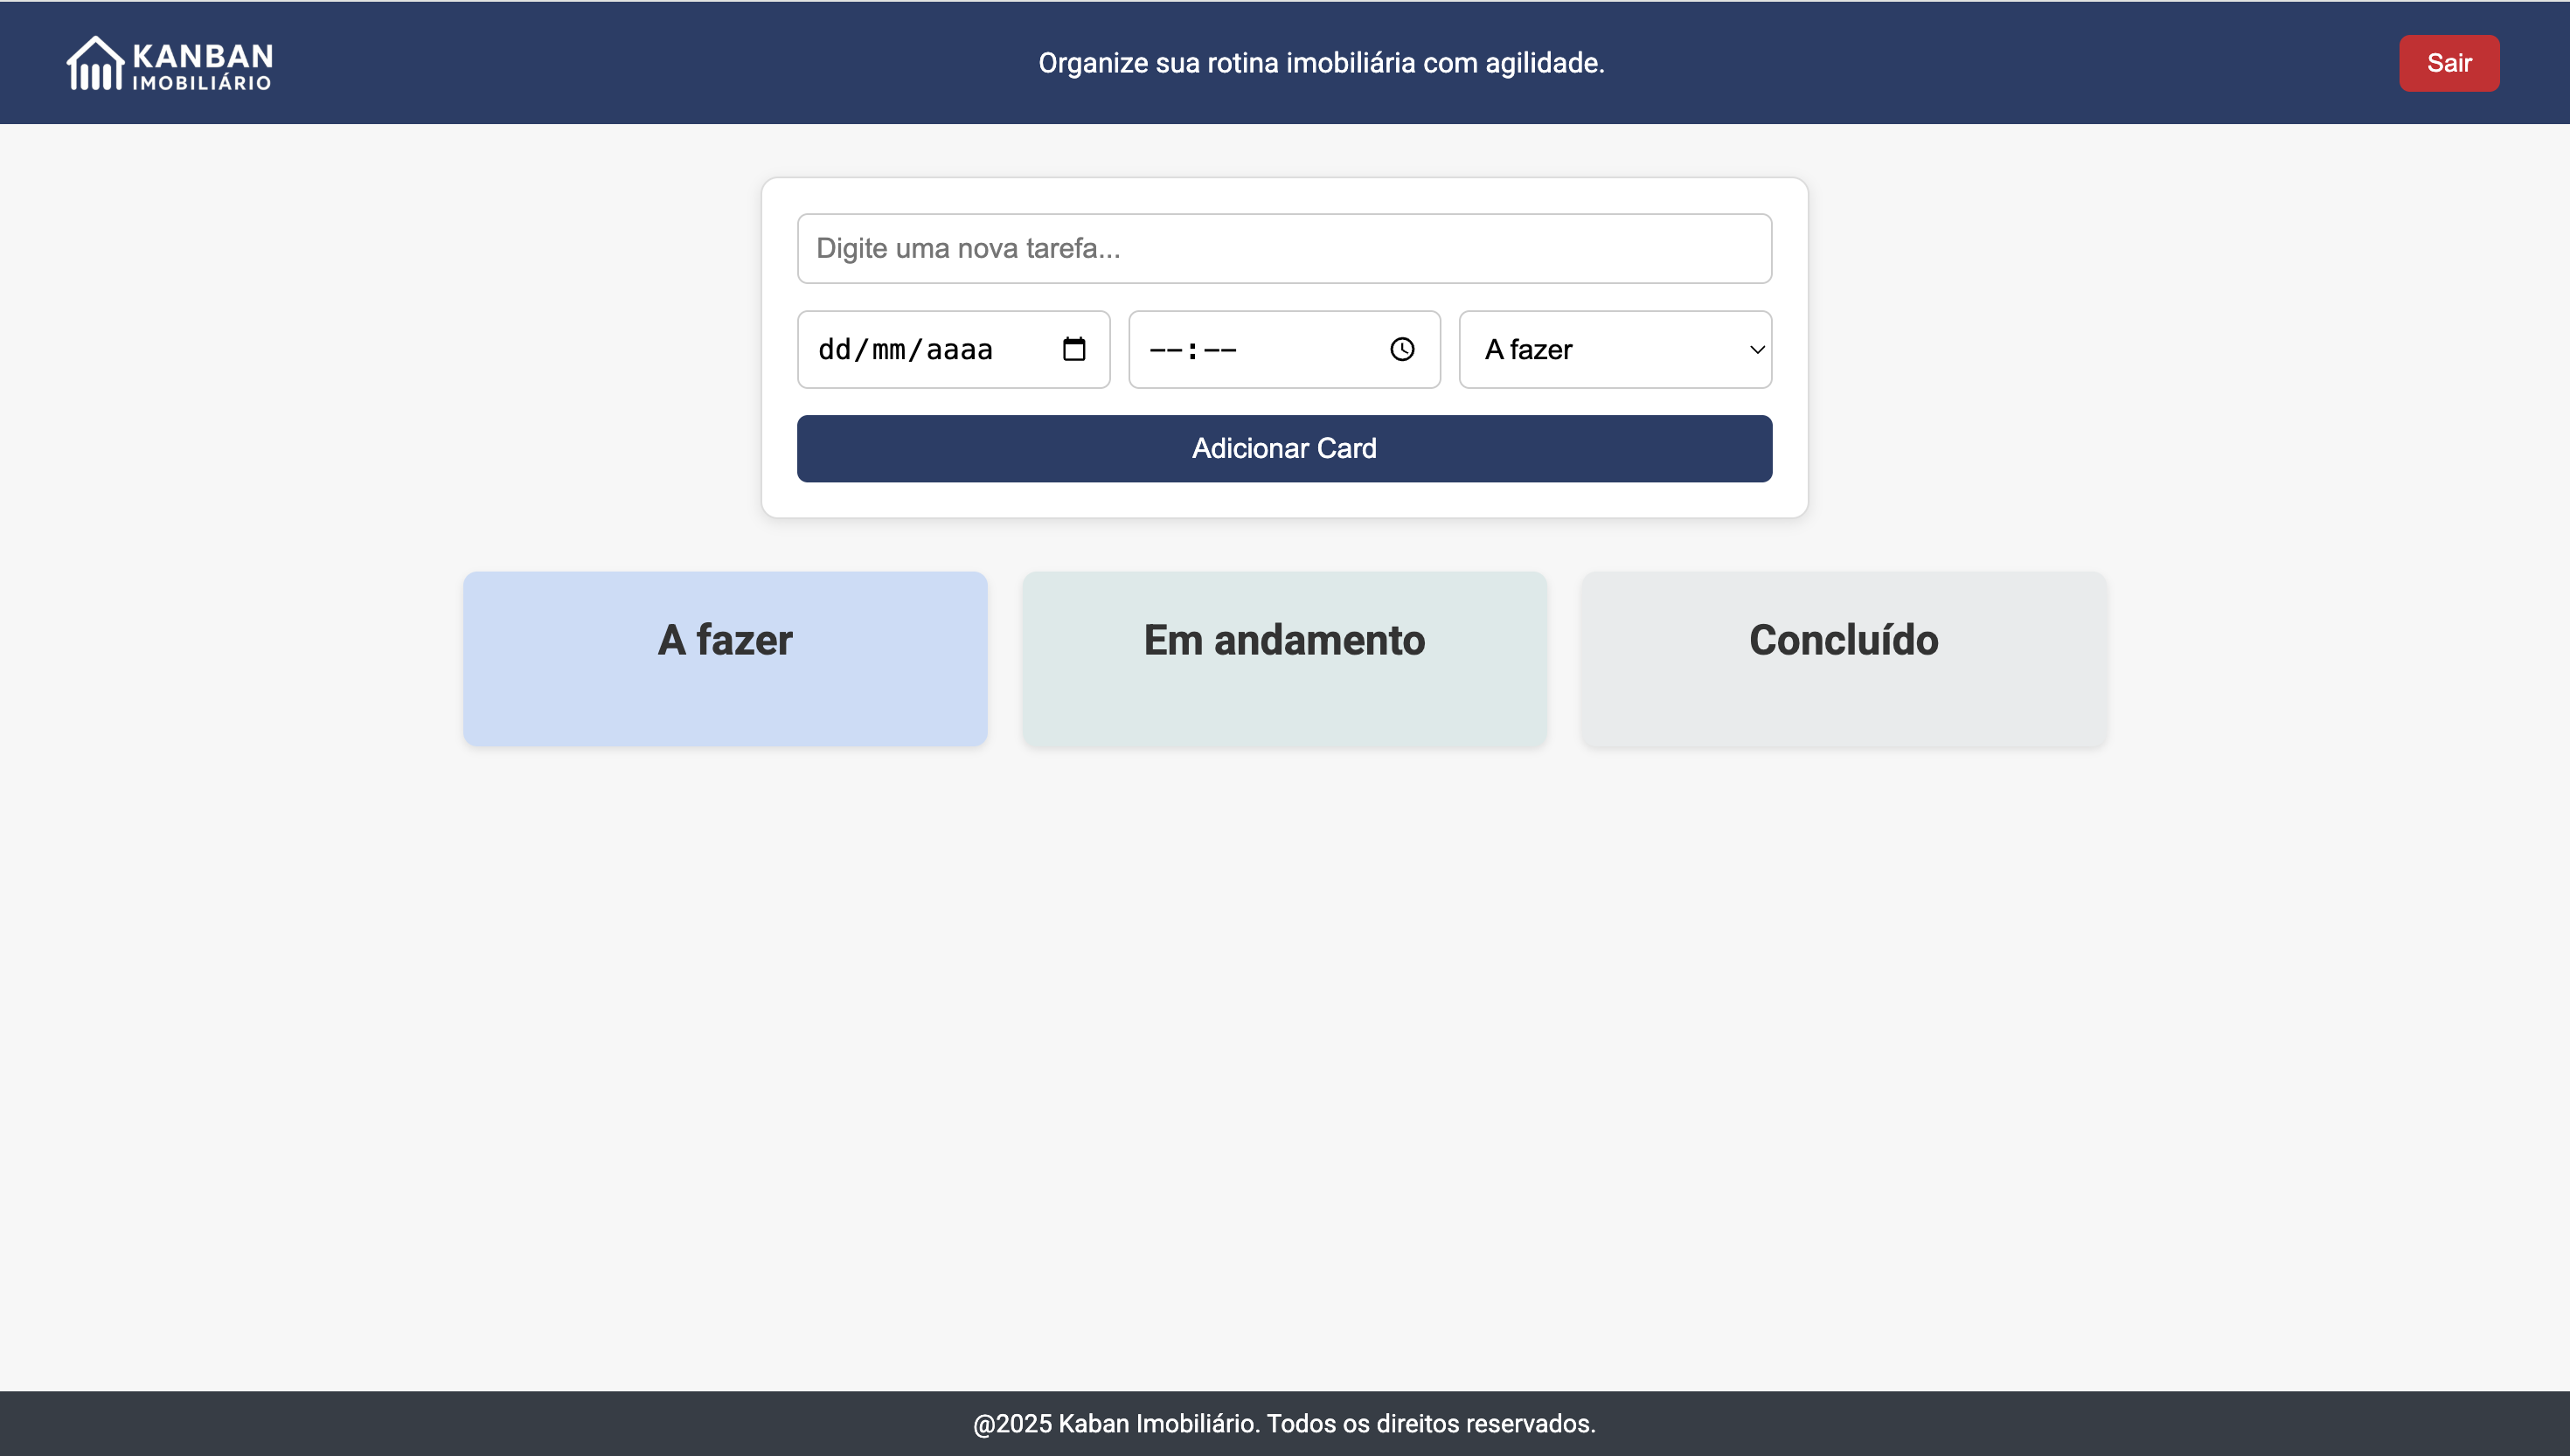 KANBAN
IMOBILIÁRIO
Organize sua rotina imobiliária com agilidade.
Sair
Digite uma nova tarefa...
dd/mm/aaaa
--:--
A fazer
Adicionar Card
A fazer
Em andamento
Concluído
@2025 Kaban Imobiliário. Todos os direitos reservados.